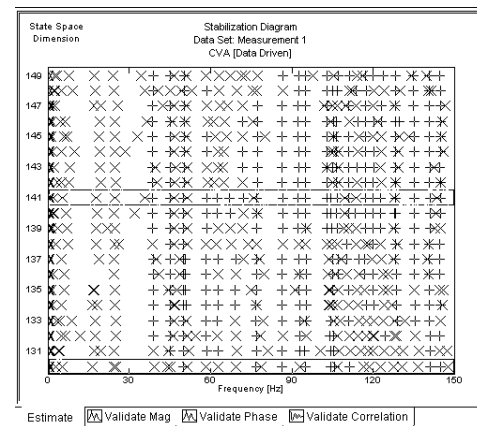 State Space
Dimension
Stabilization Diagram
Data Set: Measurement 1
CVA [Data Driven]
149
147
145
143
141
139
137
135
133
131
0 30 60 90 120 150
Frequency [Hz]
Estimate Validate Mag Validate Phase Validate Correlation